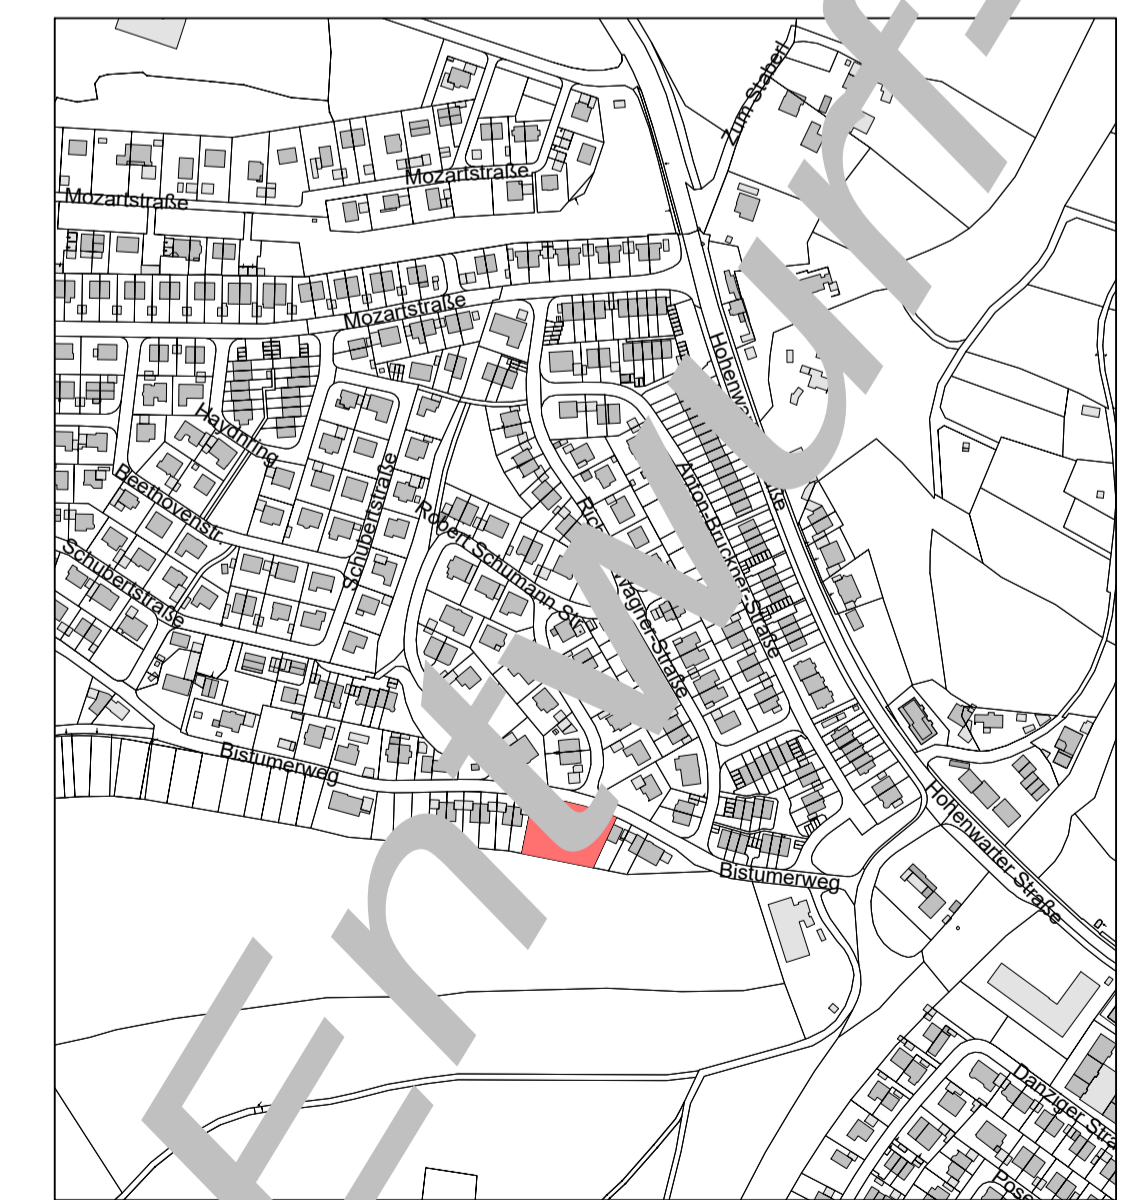 Entwurf
Zum Staberl
Mozartstraße
Mozartstraße
Mozartstraße
Haydnring
Beethovenstr.
Schubertstraße
Schubertstraße
Robert Schumann Str.
Wagner-Straße
Anton-Bruckner-Straße
Bistumerweg
Bistumerweg
Hohenwarter Straße
Danziger Stra